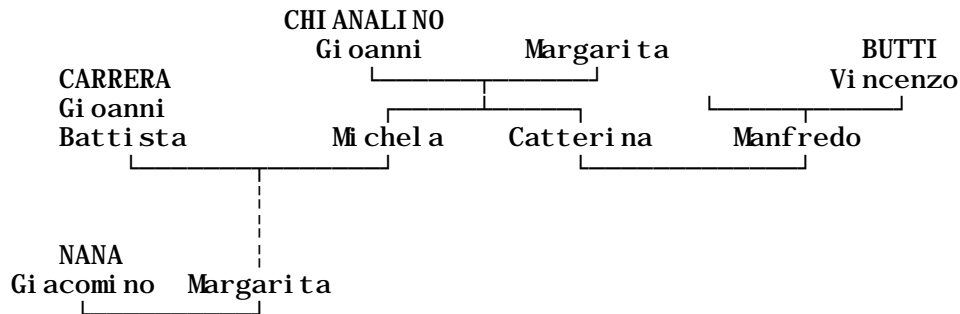 CHIANALINO
Gioanni Margarita BUTTI
CARRERA Vincenzo
Gioanni
Battista Michela Catterina Manfredo
NANA
Giacomino Margarita